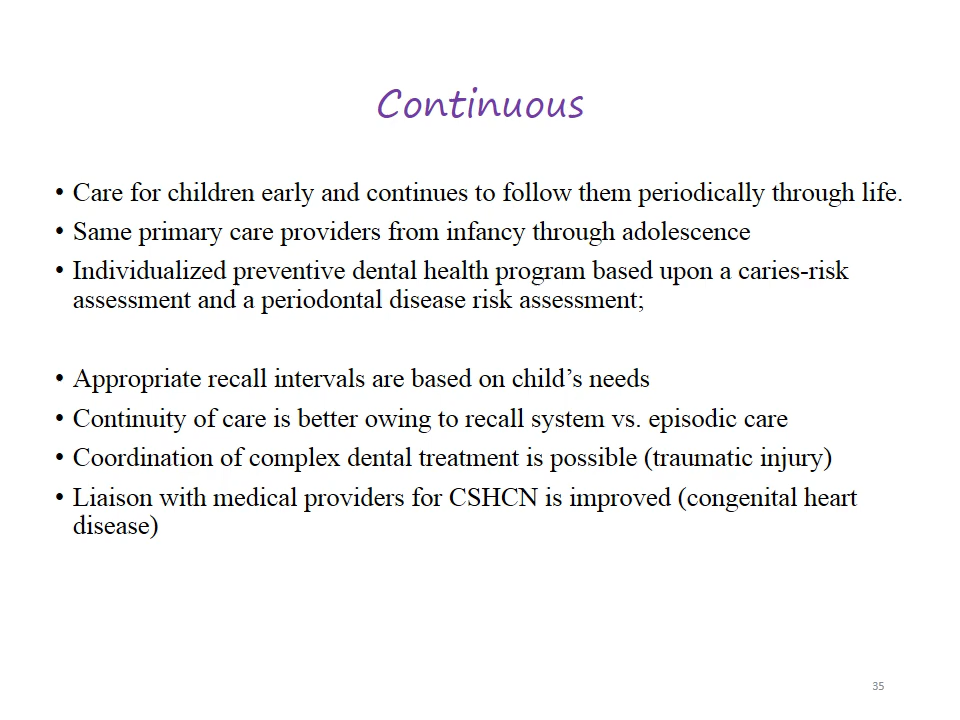 Continuous
• Care for children early and continues to follow them periodically through life.
• Same primary care providers from infancy through adolescence
• Individualized preventive dental health program based upon a caries-risk
assessment and a periodontal disease risk assessment;
• Appropriate recall intervals are based on child’s needs
• Continuity of care is better owing to recall system vs. episodic care
• Coordination of complex dental treatment is possible (traumatic injury)
• Liaison with medical providers for CSHCN is improved (congenital heart
disease)
35